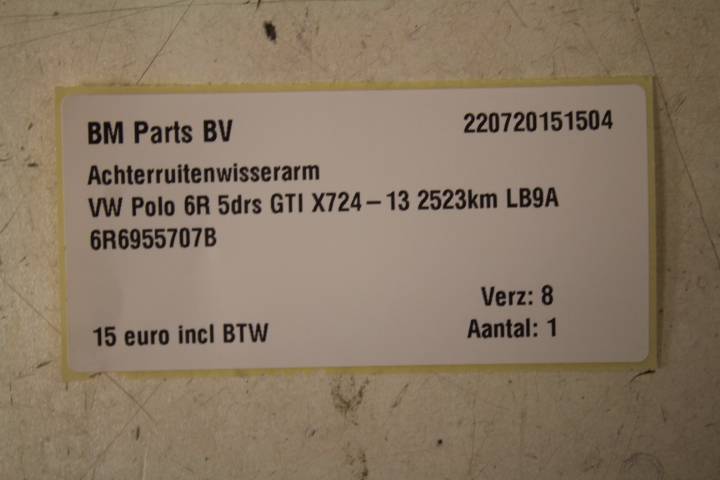 BM Parts BV 220720151504
Achterruitenwisserarm
VW Polo 6R 5drs GTI X724-13 2523km LB9A
6R6955707B
Verz: 8
15 euro incl BTW Aantal: 1